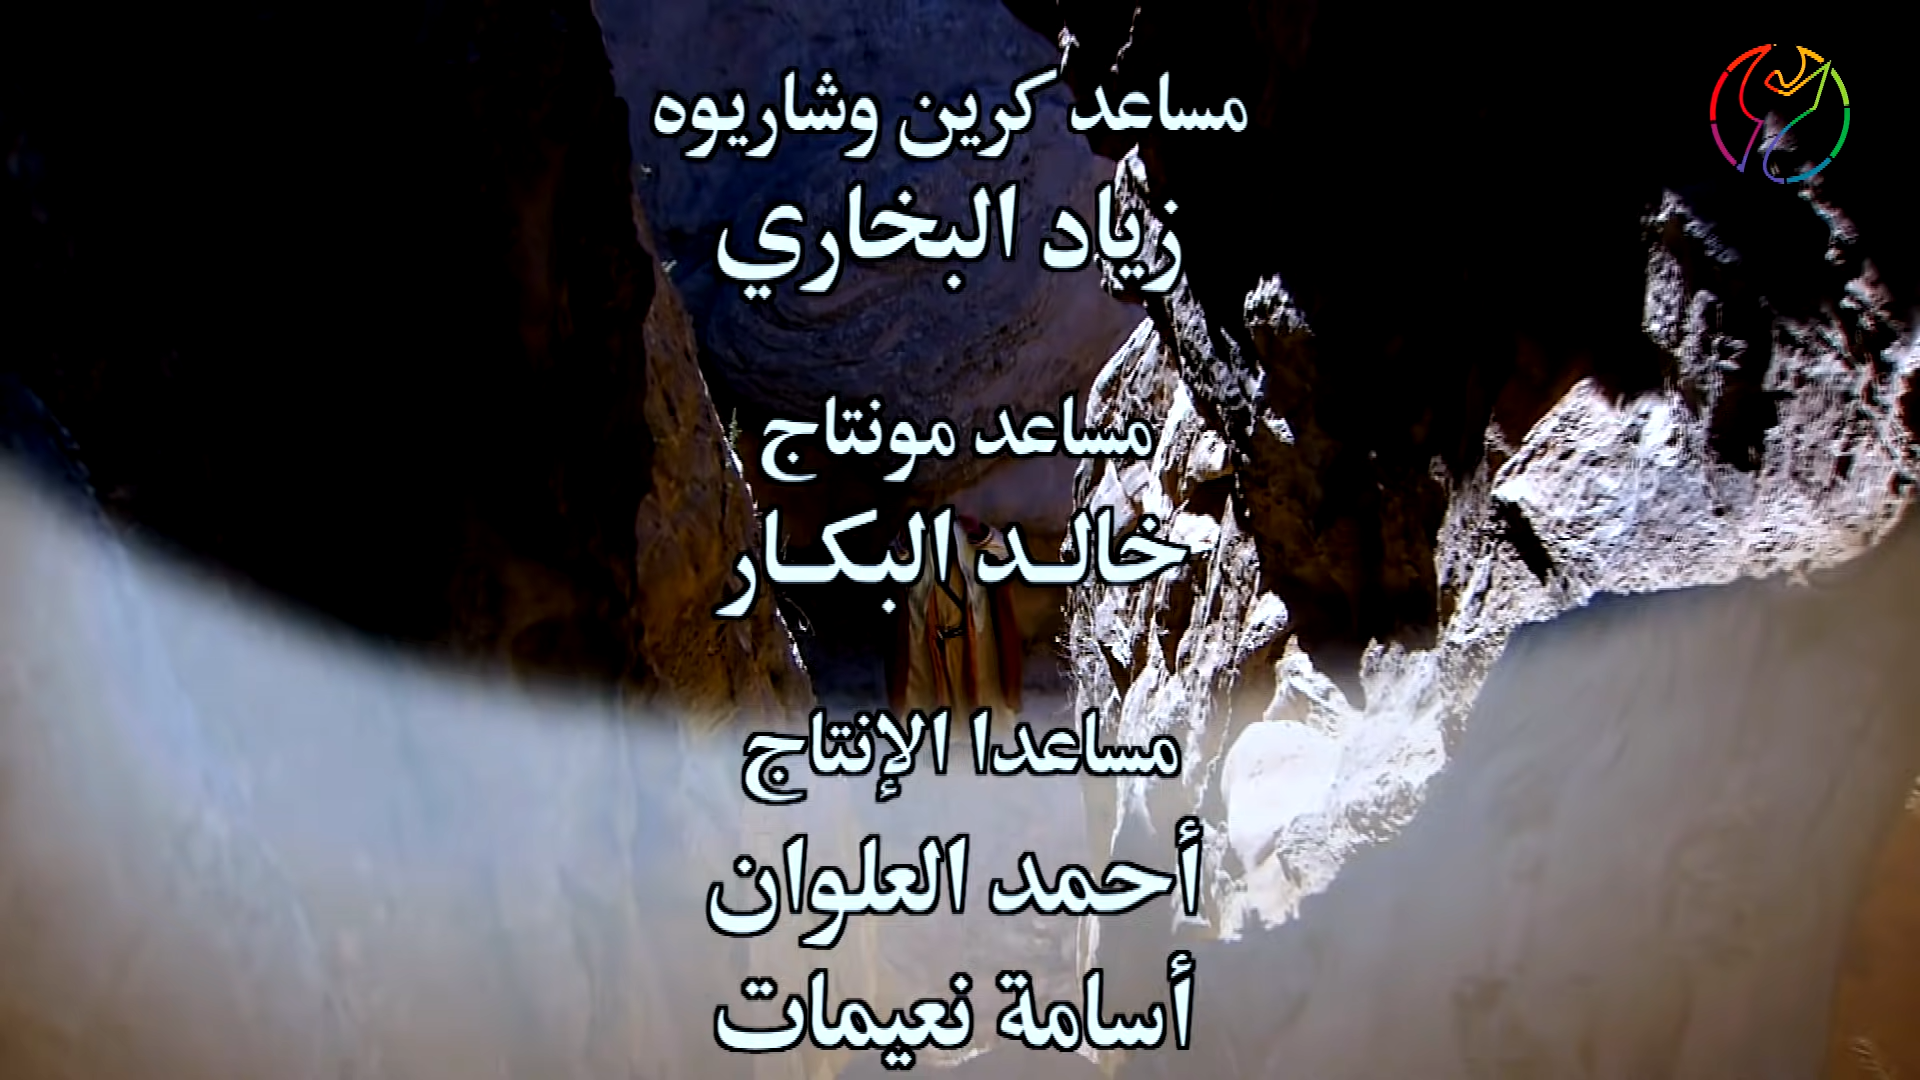 مساعد كرين وشاريوه
زياد البخاري
مساعد مونتاج
خالـد البكـار
مساعدا الإنتاج
أحمد العلوان
أسامة نعيمات